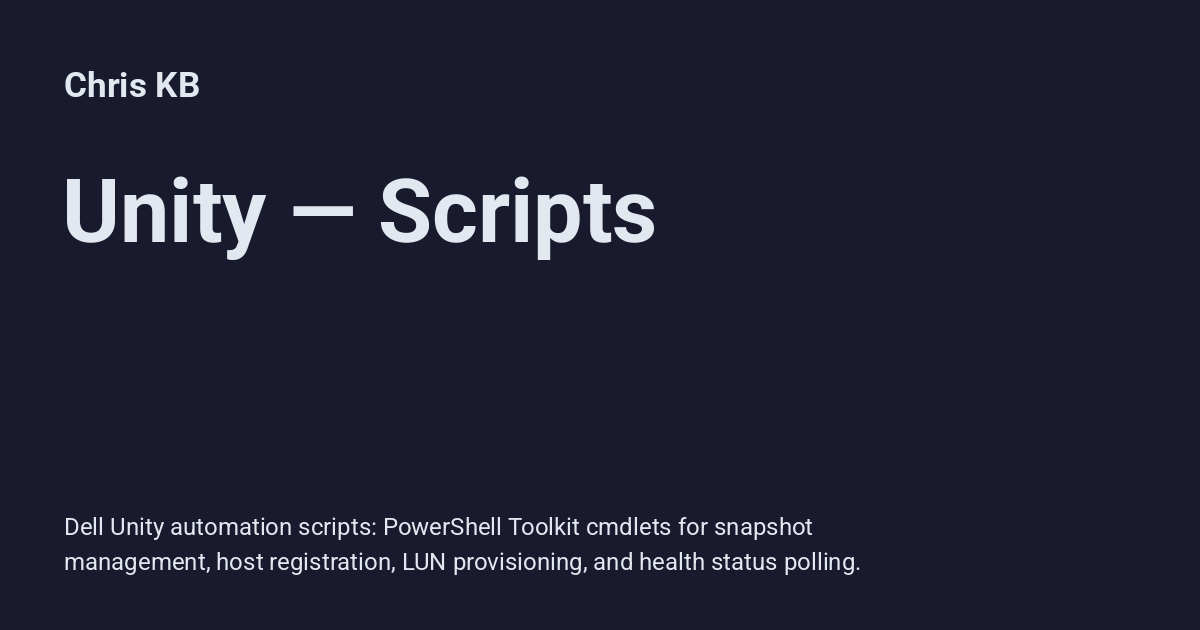 Chris KB
Unity — Scripts
Dell Unity automation scripts: PowerShell Toolkit cmdlets for snapshot
management, host registration, LUN provisioning, and health status polling.